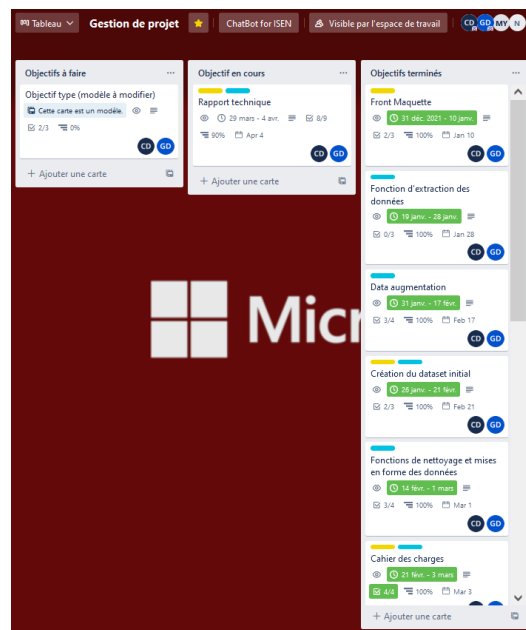 Tableau
Gestion de projet
ChatBot for ISEN
Visible par l'espace de travail
CD GD MY N
Objectifs à faire
Objectif type (modèle à modifier)
Cette carte est un modèle.
2/3 0%
CD GD
+ Ajouter une carte
Objectif en cours
Rapport technique
29 mars - 4 avr. 8/9
90% Apr 4
CD GD
+ Ajouter une carte
Objectifs terminés
Front Maquette
31 déc. 2021 - 10 janv.
2/3 100% Jan 10
CD GD
Fonction d'extraction des
données
19 janv. - 28 janv.
0/3 100% Jan 28
CD GD
Data augmentation
31 janv. - 17 févr.
3/4 100% Feb 17
CD GD
Création du dataset initial
26 janv. - 21 févr.
2/3 100% Feb 21
CD GD
Fonctions de nettoyage et mises
en forme des données
14 févr. - 1 mars
3/4 100% Mar 1
CD GD
Cahier des charges
21 févr. - 3 mars
4/4 100% Mar 3
+ Ajouter une carte
Micr